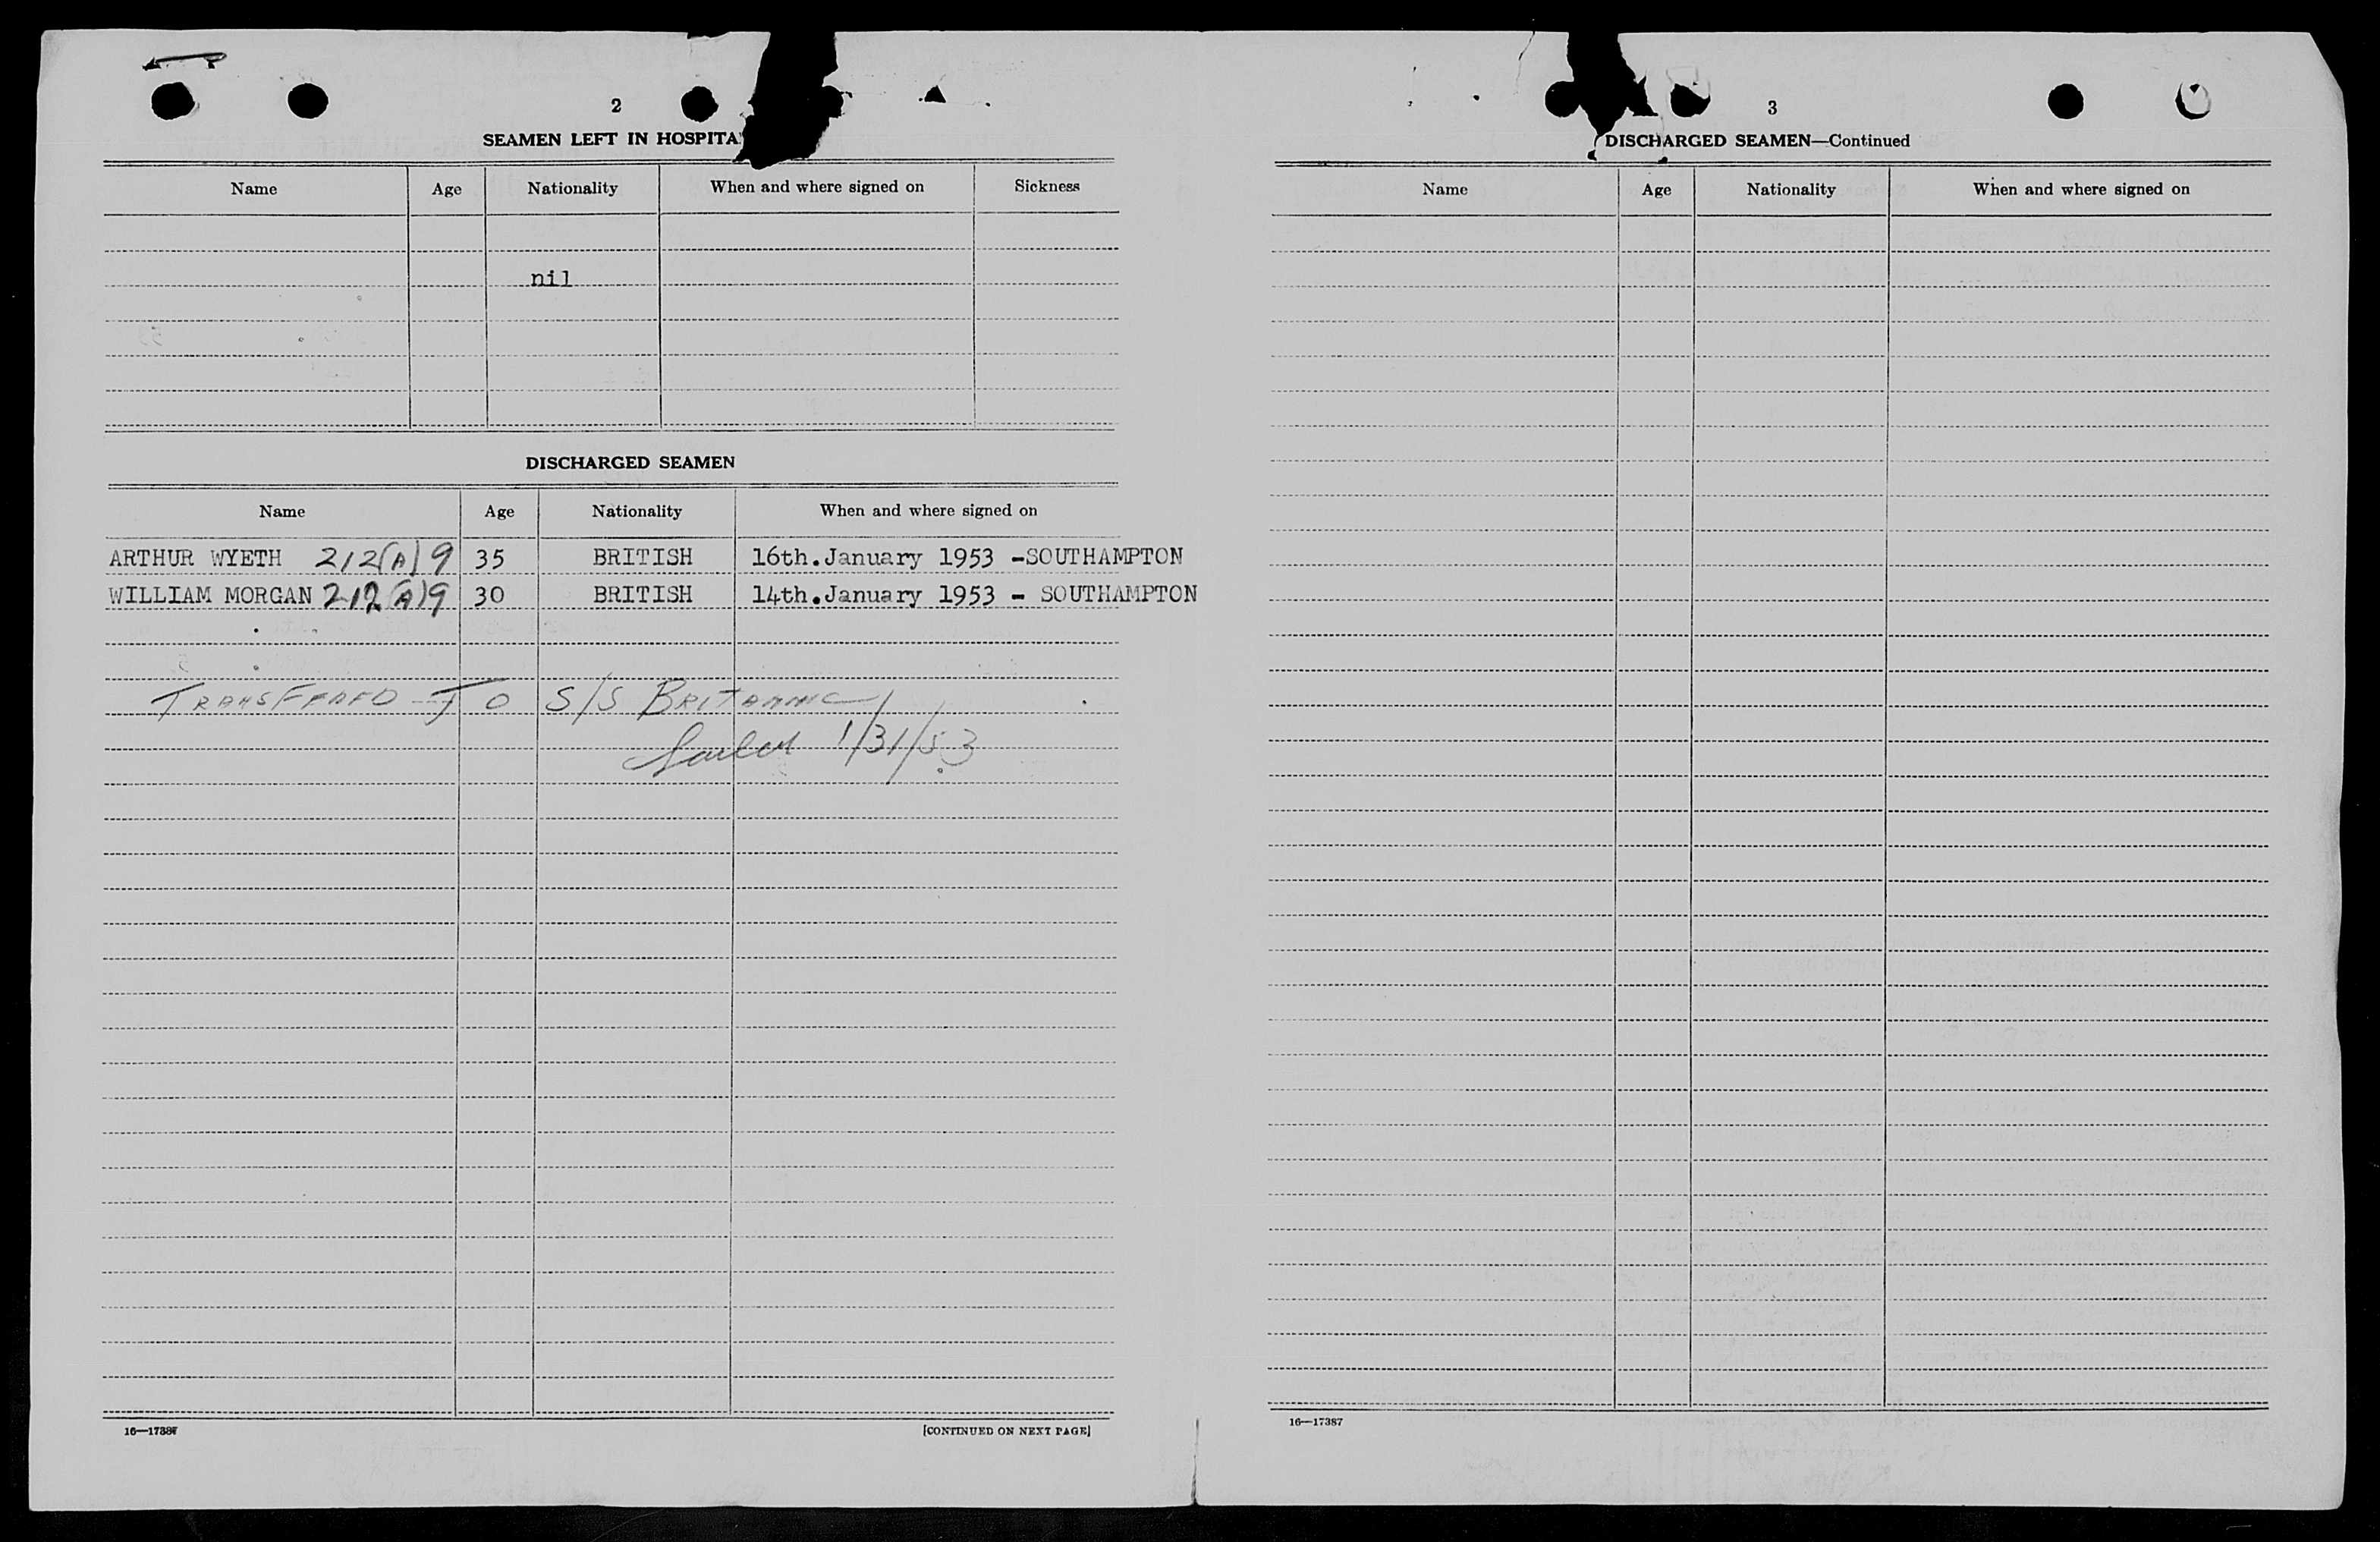 2
SEAMEN LEFT IN HOSPITA
Name Age Nationality When and where signed on Sickness
nil
DISCHARGED SEAMEN
Name Age Nationality When and where signed on
ARTHUR WYETH 212(A)9 35 BRITISH 16th.January 1953 -SOUTHAMPTON
WILLIAM MORGAN 212(A)9 30 BRITISH 14th.January 1953 - SOUTHAMPTON
TRANSFERED TO S/S BRITANNIC
Sailed 1/31/53
16—17387
[CONTINUED ON NEXT PAGE]
3
DISCHARGED SEAMEN—Continued
Name Age Nationality When and where signed on
16—17387